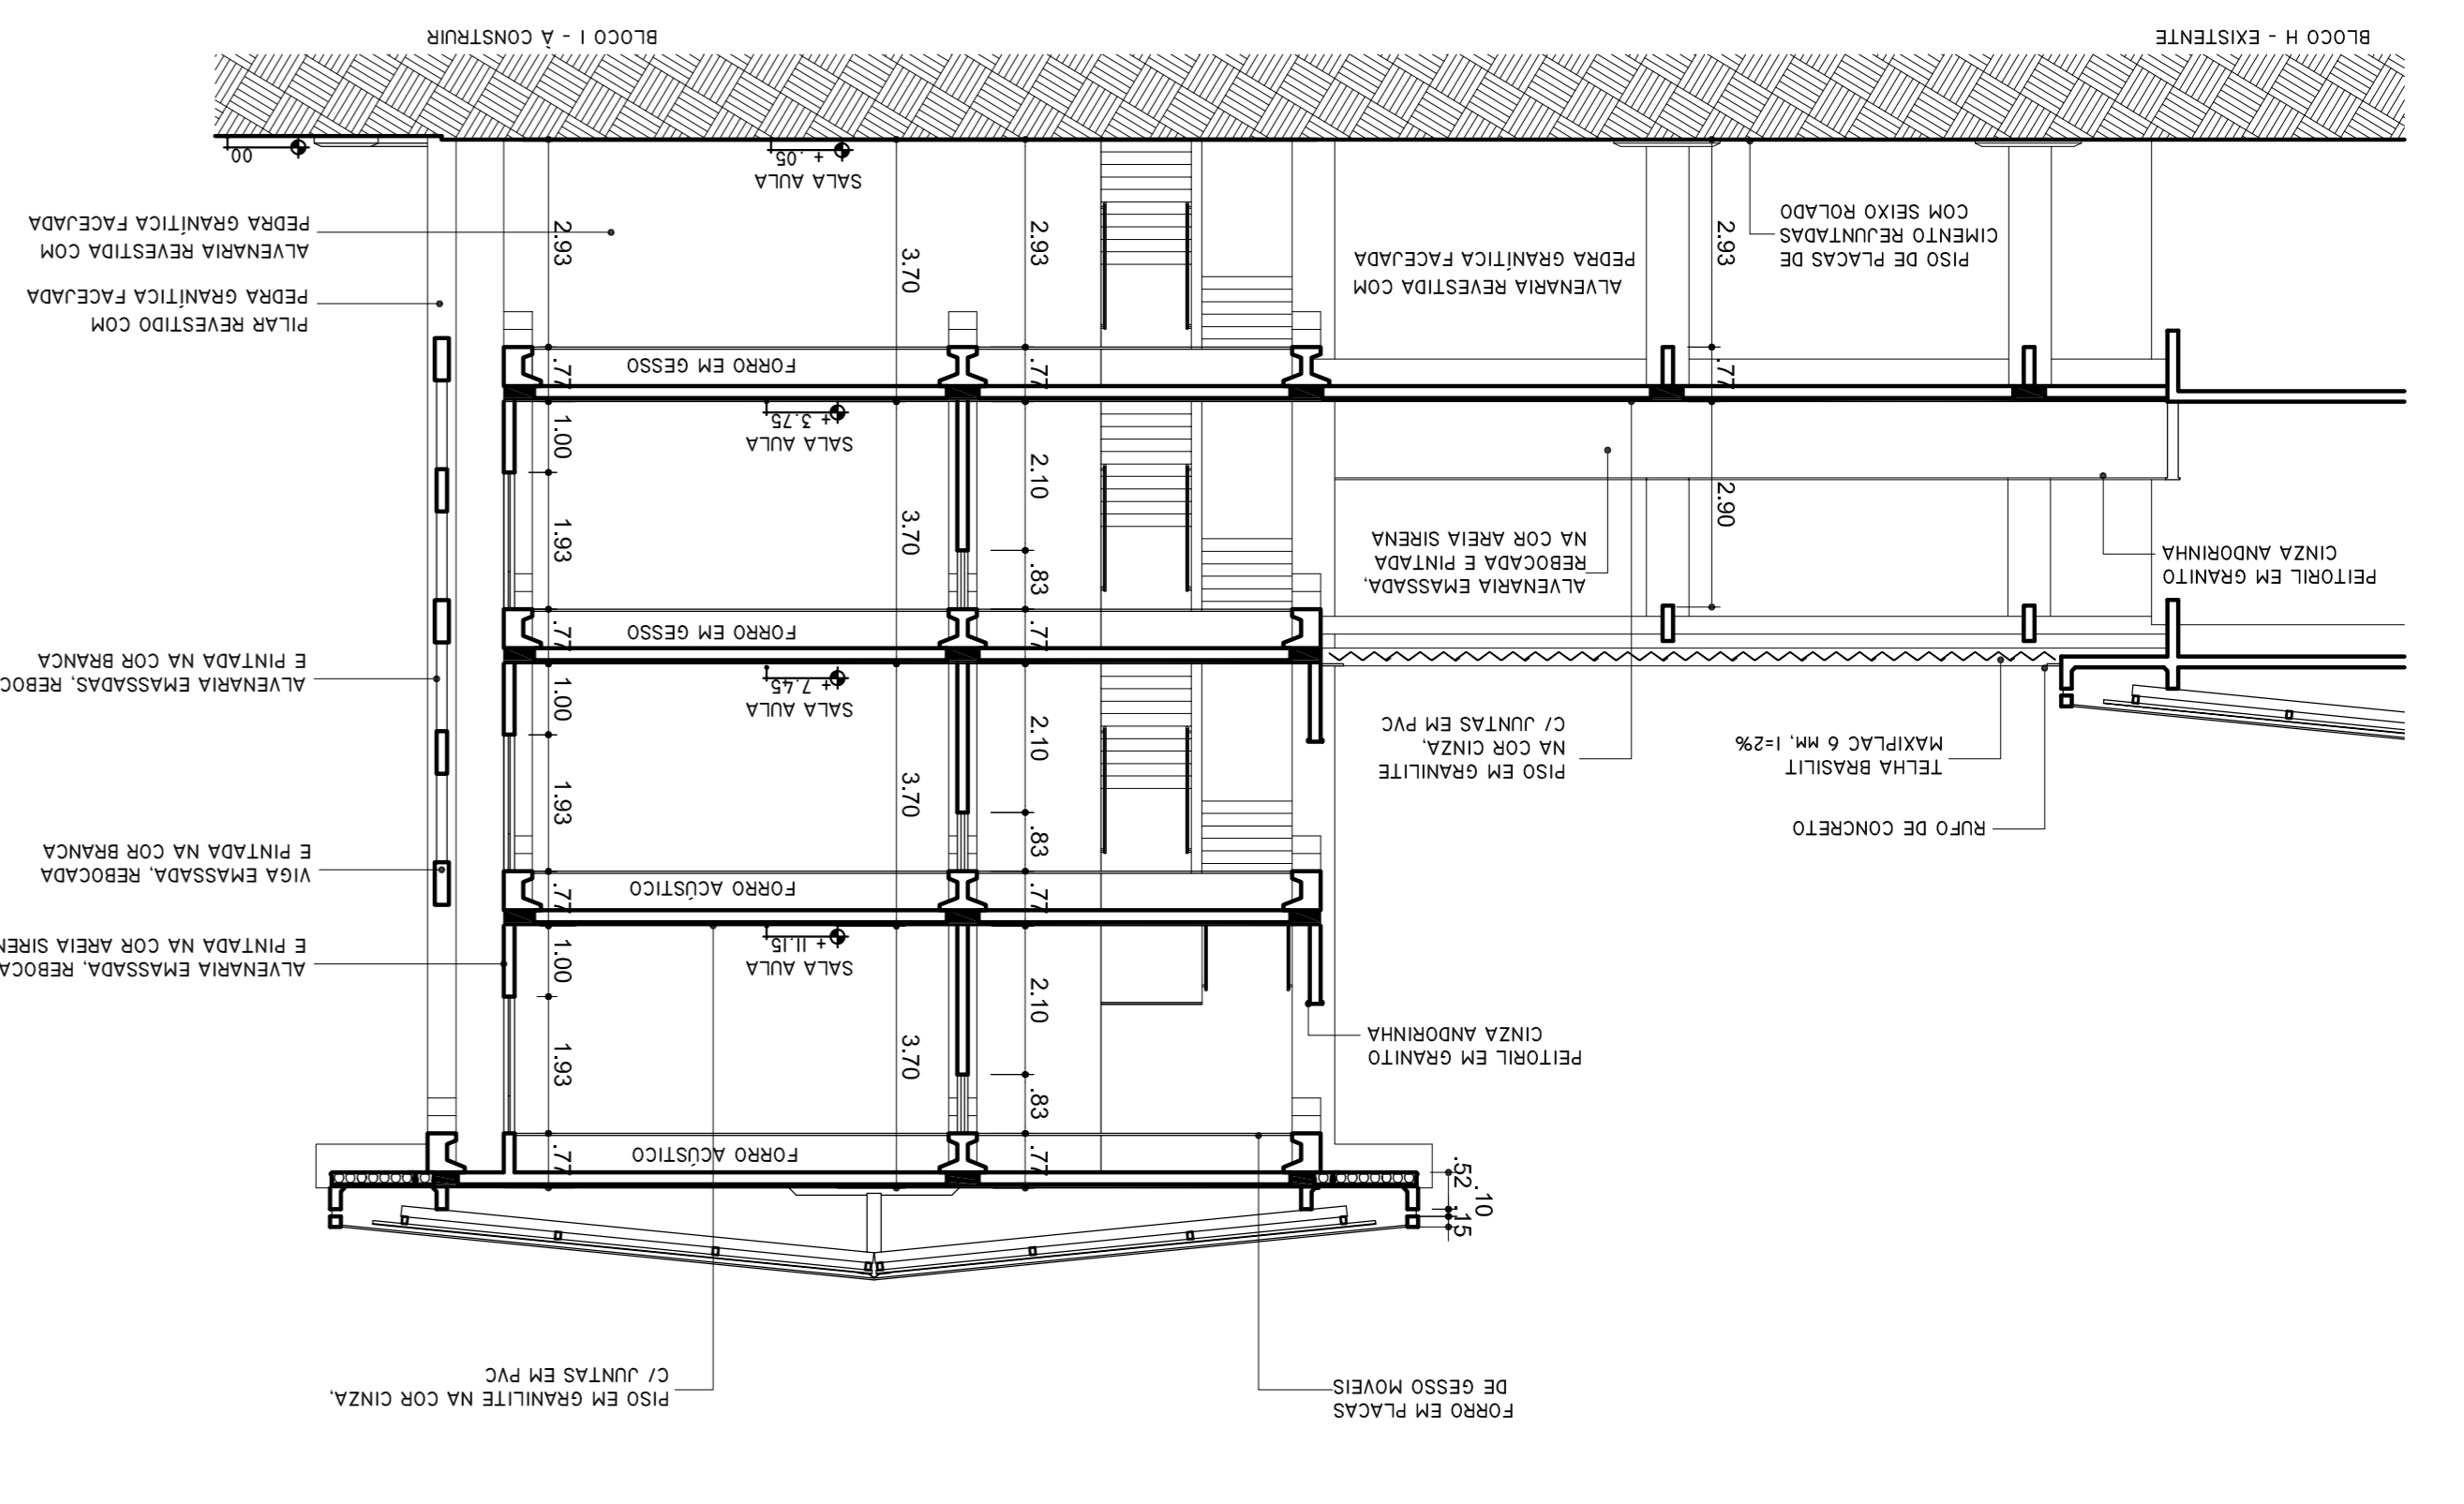 FORRO EM PLACAS
DE GESSO MOVEIS
PISO EM GRANILITE NA COR CINZA,
C/ JUNTAS EM PVC
.15
.10
.52
.77
FORRO ACÚSTICO
.77
.83
PEITORIL EM GRANITO
CINZA ANDORINHA
2.10
3.70
1.93
SALA AULA
+ 11.15
1.00
ALVENARIA EMASSADA, REBOCA
E PINTADA NA COR AREIA SIREN
.77
FORRO ACÚSTICO
.77
VIGA EMASSADA, REBOCADA
E PINTADA NA COR BRANCA
RUFO DE CONCRETO
TELHA BRASILIT
MAXIPLAC 6 MM, I=2%
PISO EM GRANILITE
NA COR CINZA,
C/ JUNTAS EM PVC
.83
2.10
3.70
1.93
SALA AULA
+ 7.45
1.00
ALVENARIA EMASSADAS, REBOC
E PINTADA NA COR BRANCA
.77
FORRO EM GESSO
.77
PEITORIL EM GRANITO
CINZA ANDORINHA
ALVENARIA EMASSADA,
REBOCADA E PINTADA
NA COR AREIA SIRENA
2.90
.83
2.10
3.70
1.93
SALA AULA
+ 3.75
1.00
.77
.77
FORRO EM GESSO
.77
PILAR REVESTIDO COM
PEDRA GRANÍTICA FACEJADA
ALVENARIA REVESTIDA COM
PEDRA GRANÍTICA FACEJADA
PISO DE PLACAS DE
CIMENTO REJUNTADAS
COM SEIXO ROLADO
2.93
2.93
3.70
2.93
ALVENARIA REVESTIDA COM
PEDRA GRANÍTICA FACEJADA
SALA AULA
+ .05
00
BLOCO H - EXISTENTE
BLOCO I - À CONSTRUIR